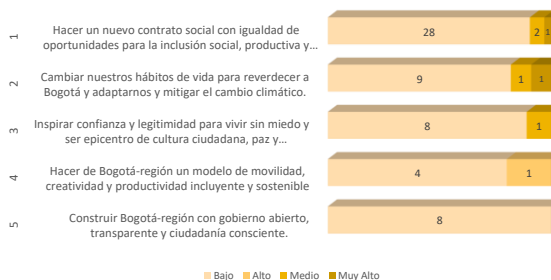 1
Hacer un nuevo contrato social con igualdad de
oportunidades para la inclusión social, productiva y…
28
2
1
2
Cambiar nuestros hábitos de vida para reverdecer a
Bogotá y adaptarnos y mitigar el cambio climático.
9
1
1
3
Inspirar confianza y legitimidad para vivir sin miedo y
ser epicentro de cultura ciudadana, paz y…
8
1
4
Hacer de Bogotá-región un modelo de movilidad,
creatividad y productividad incluyente y sostenible
4
1
5
Construir Bogotá-región con gobierno abierto,
transparente y ciudadanía consciente.
8
Bajo Alto Medio Muy Alto